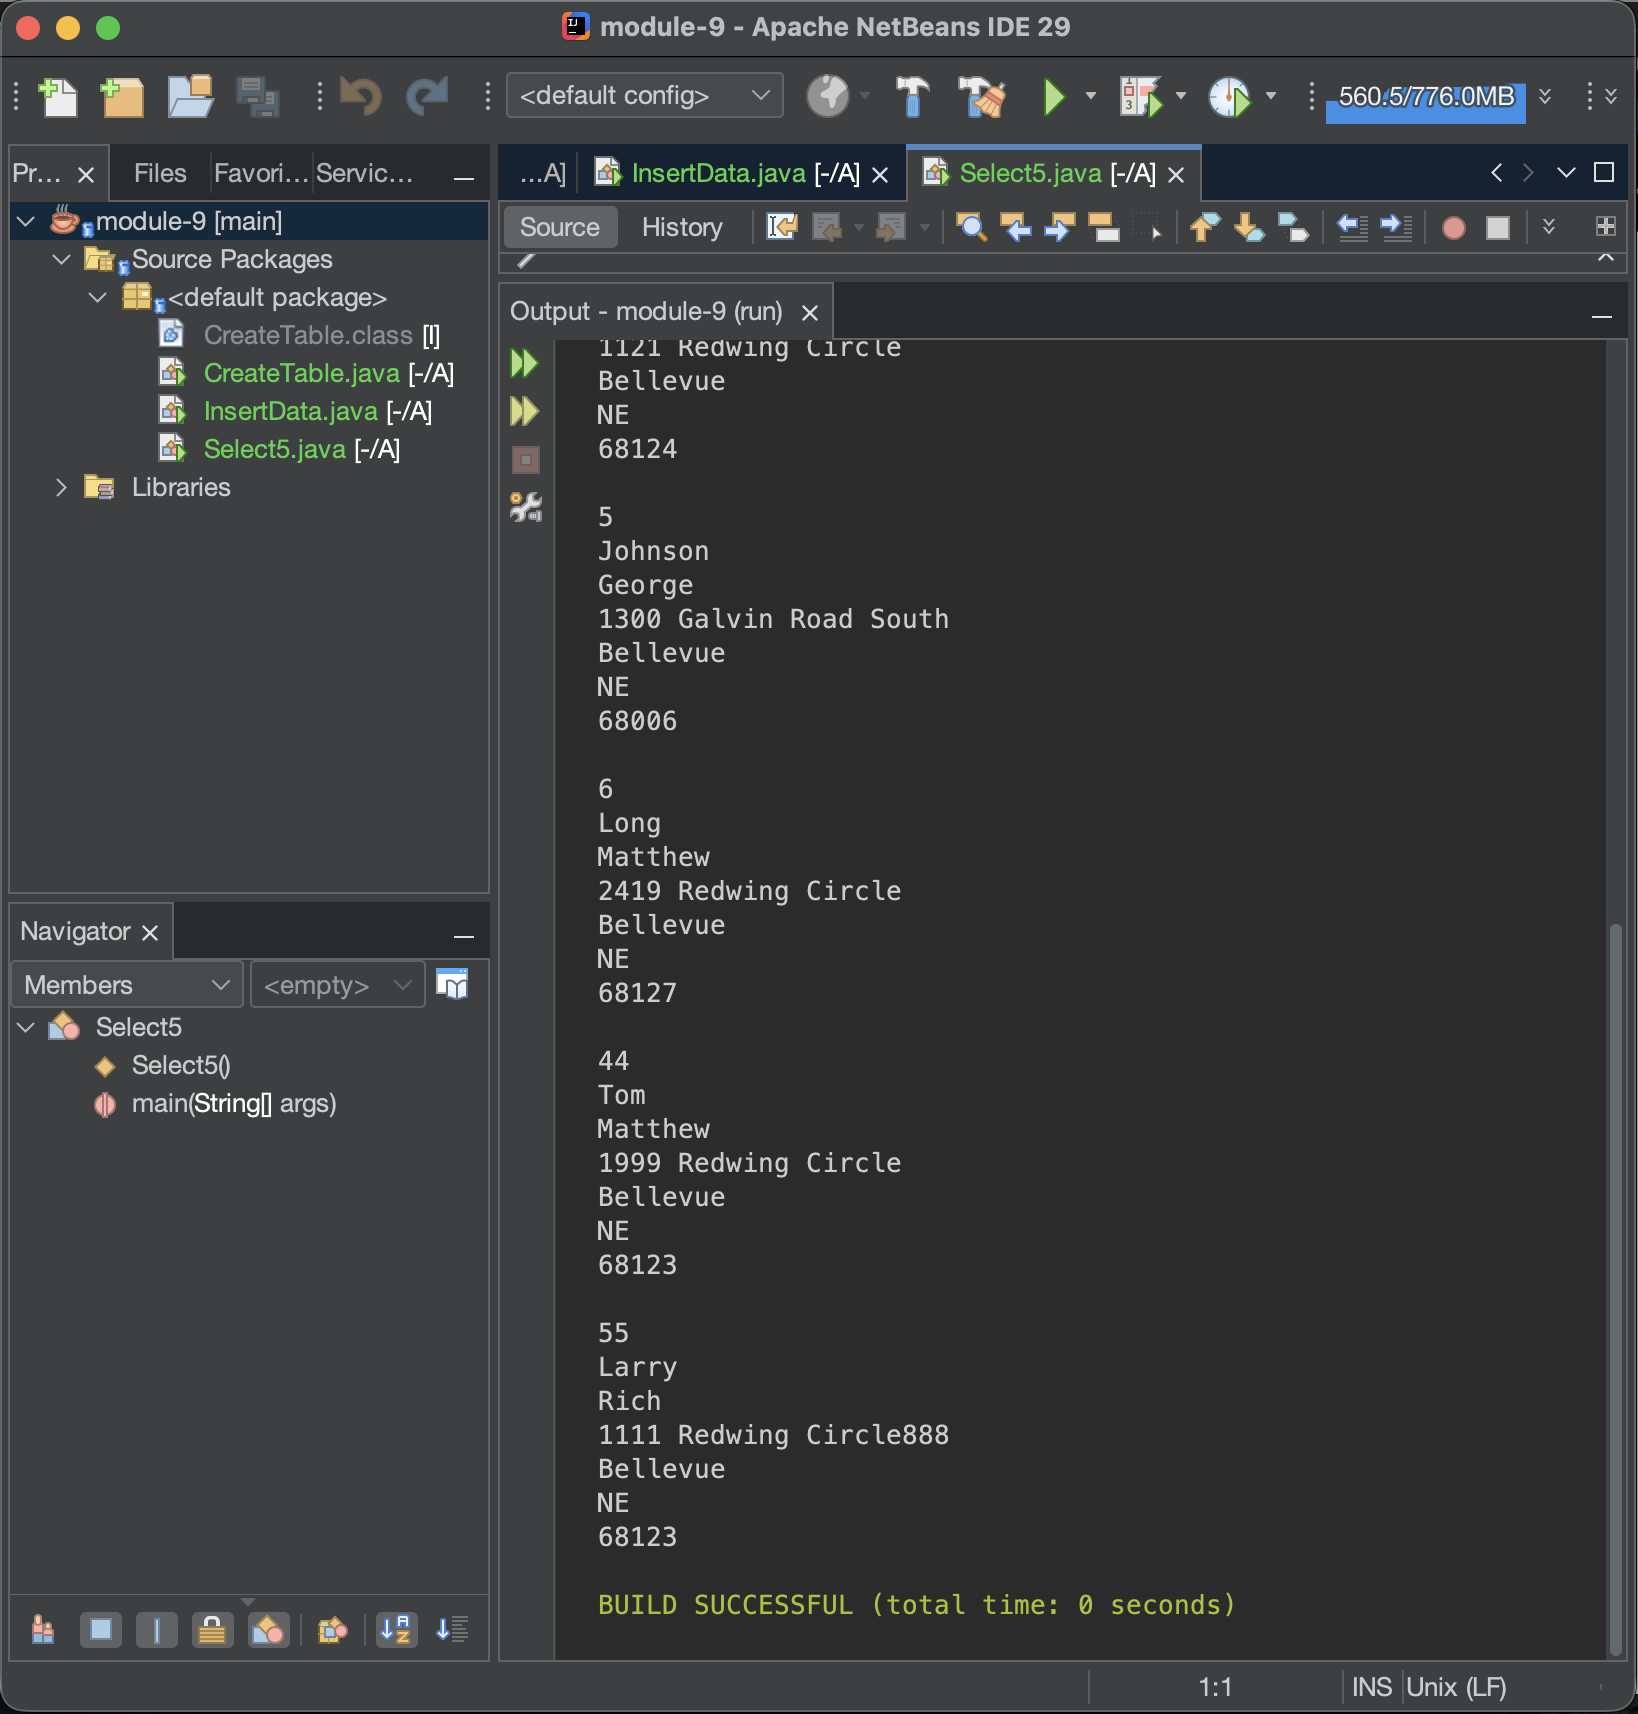 module-9 - Apache NetBeans IDE 29
<default config>
560.5/776.0MB
Pr...
Files
Favori...
Servic...
...A]
InsertData.java [-/A]
Select5.java [-/A]
module-9 [main]
Source Packages
<default package>
CreateTable.class [I]
CreateTable.java [-/A]
InsertData.java [-/A]
Select5.java [-/A]
Libraries
Source
History
Output - module-9 (run)
1121 Redwing Circle
Bellevue
NE
68124
5
Johnson
George
1300 Galvin Road South
Bellevue
NE
68006
6
Long
Matthew
2419 Redwing Circle
Bellevue
NE
68127
44
Tom
Matthew
1999 Redwing Circle
Bellevue
NE
68123
55
Larry
Rich
1111 Redwing Circle888
Bellevue
NE
68123
BUILD SUCCESSFUL (total time: 0 seconds)
Navigator
Members
<empty>
Select5
Select5()
main(String[] args)
1:1
INS
Unix (LF)